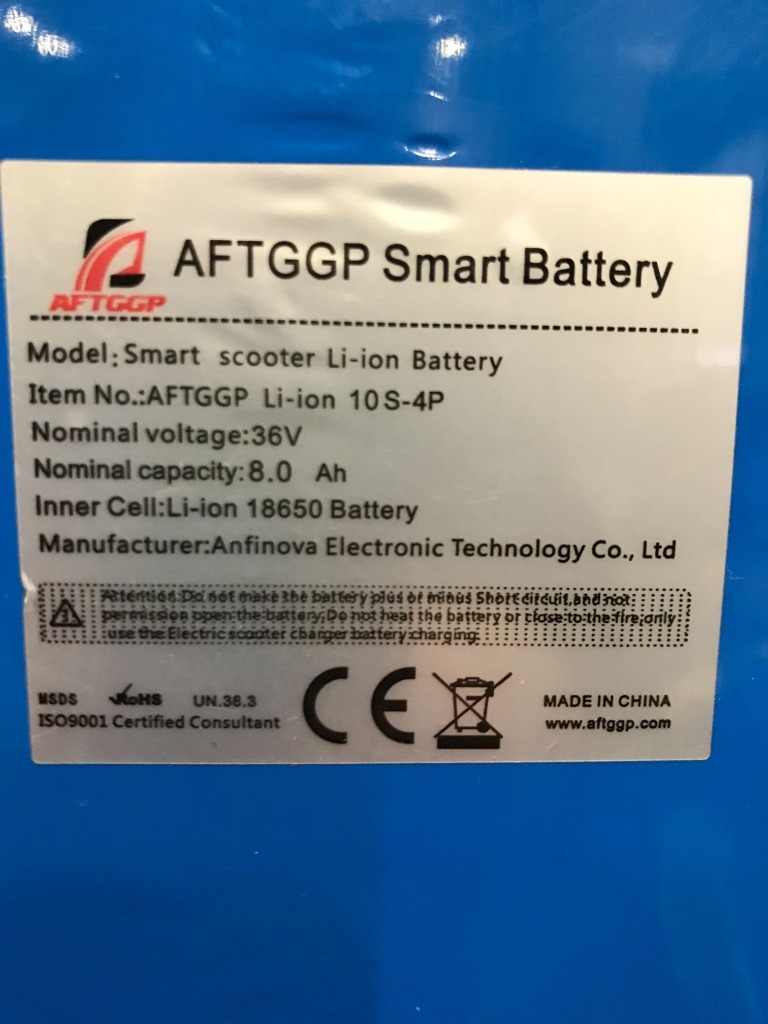 AFTGGP
AFTGGP Smart Battery
Model:Smart scooter Li-ion Battery
Item No.:AFTGGP Li-ion 10S-4P
Nominal voltage:36V
Nominal capacity:8.0 Ah
Inner Cell:Li-ion 18650 Battery
Manufacturer:Anfinova Electronic Technology Co., Ltd
Attention:Do not make the battery plus or minus Short circuit,and not
permission open the battery,Do not heat the battery or close to the fire,only
use the Electric scooter charger battery charging.
MSDS RoHS UN.38.3
ISO9001 Certified Consultant
CE
MADE IN CHINA
www.aftggp.com